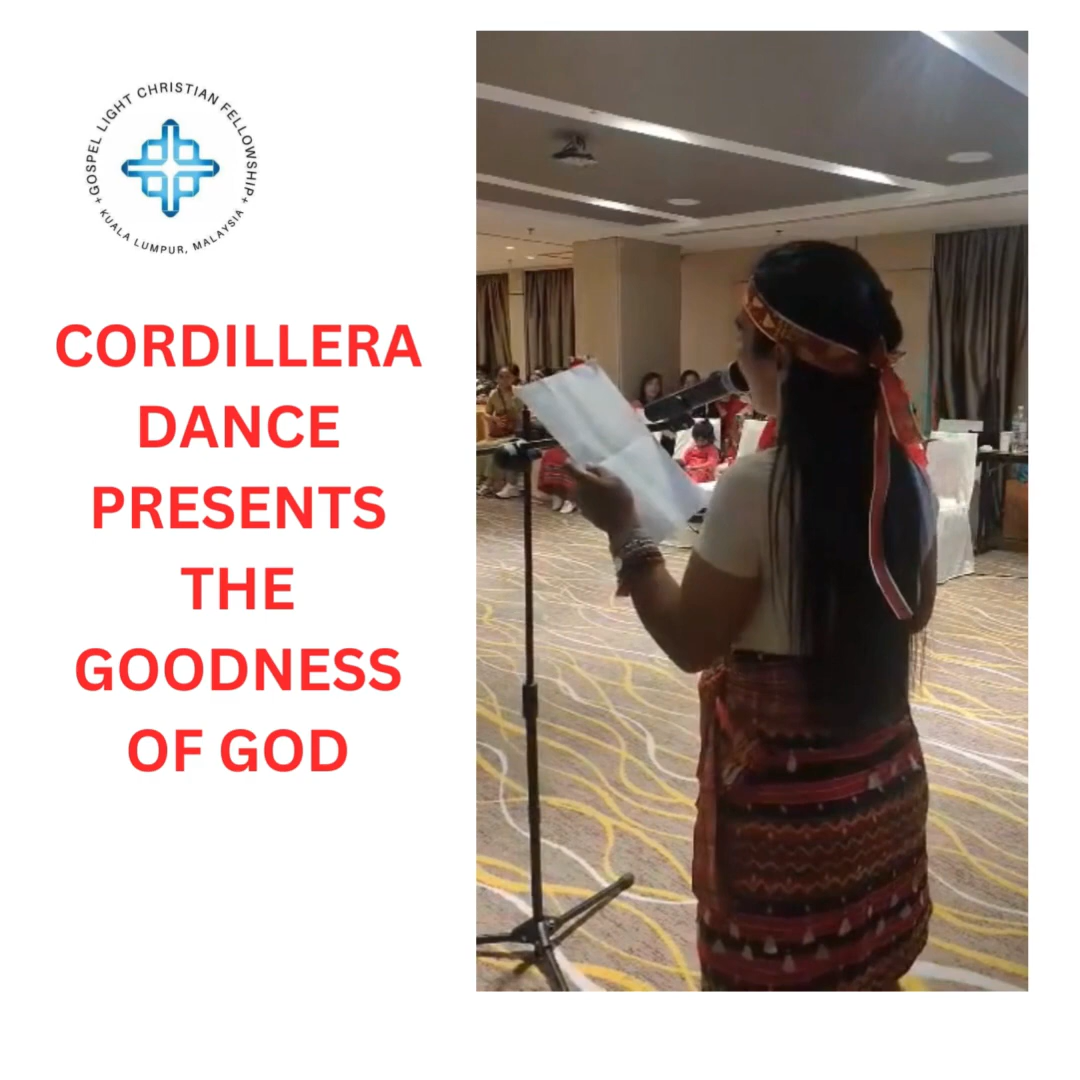 + GOSPEL LIGHT CHRISTIAN FELLOWSHIP +
KUALA LUMPUR, MALAYSIA
CORDILLERA
DANCE
PRESENTS
THE
GOODNESS
OF GOD